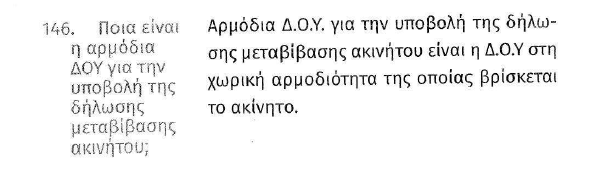 146. Ποια είναι
η αρμόδια
ΔΟΥ για την
υποβολή της
δήλωσης
μεταβίβασης
ακινήτου;
Αρμόδια Δ.Ο.Υ. για την υποβολή της δήλω-
σης μεταβίβασης ακινήτου είναι η Δ.Ο.Υ στη
χωρική αρμοδιότητα της οποίας βρίσκεται
το ακίνητο.